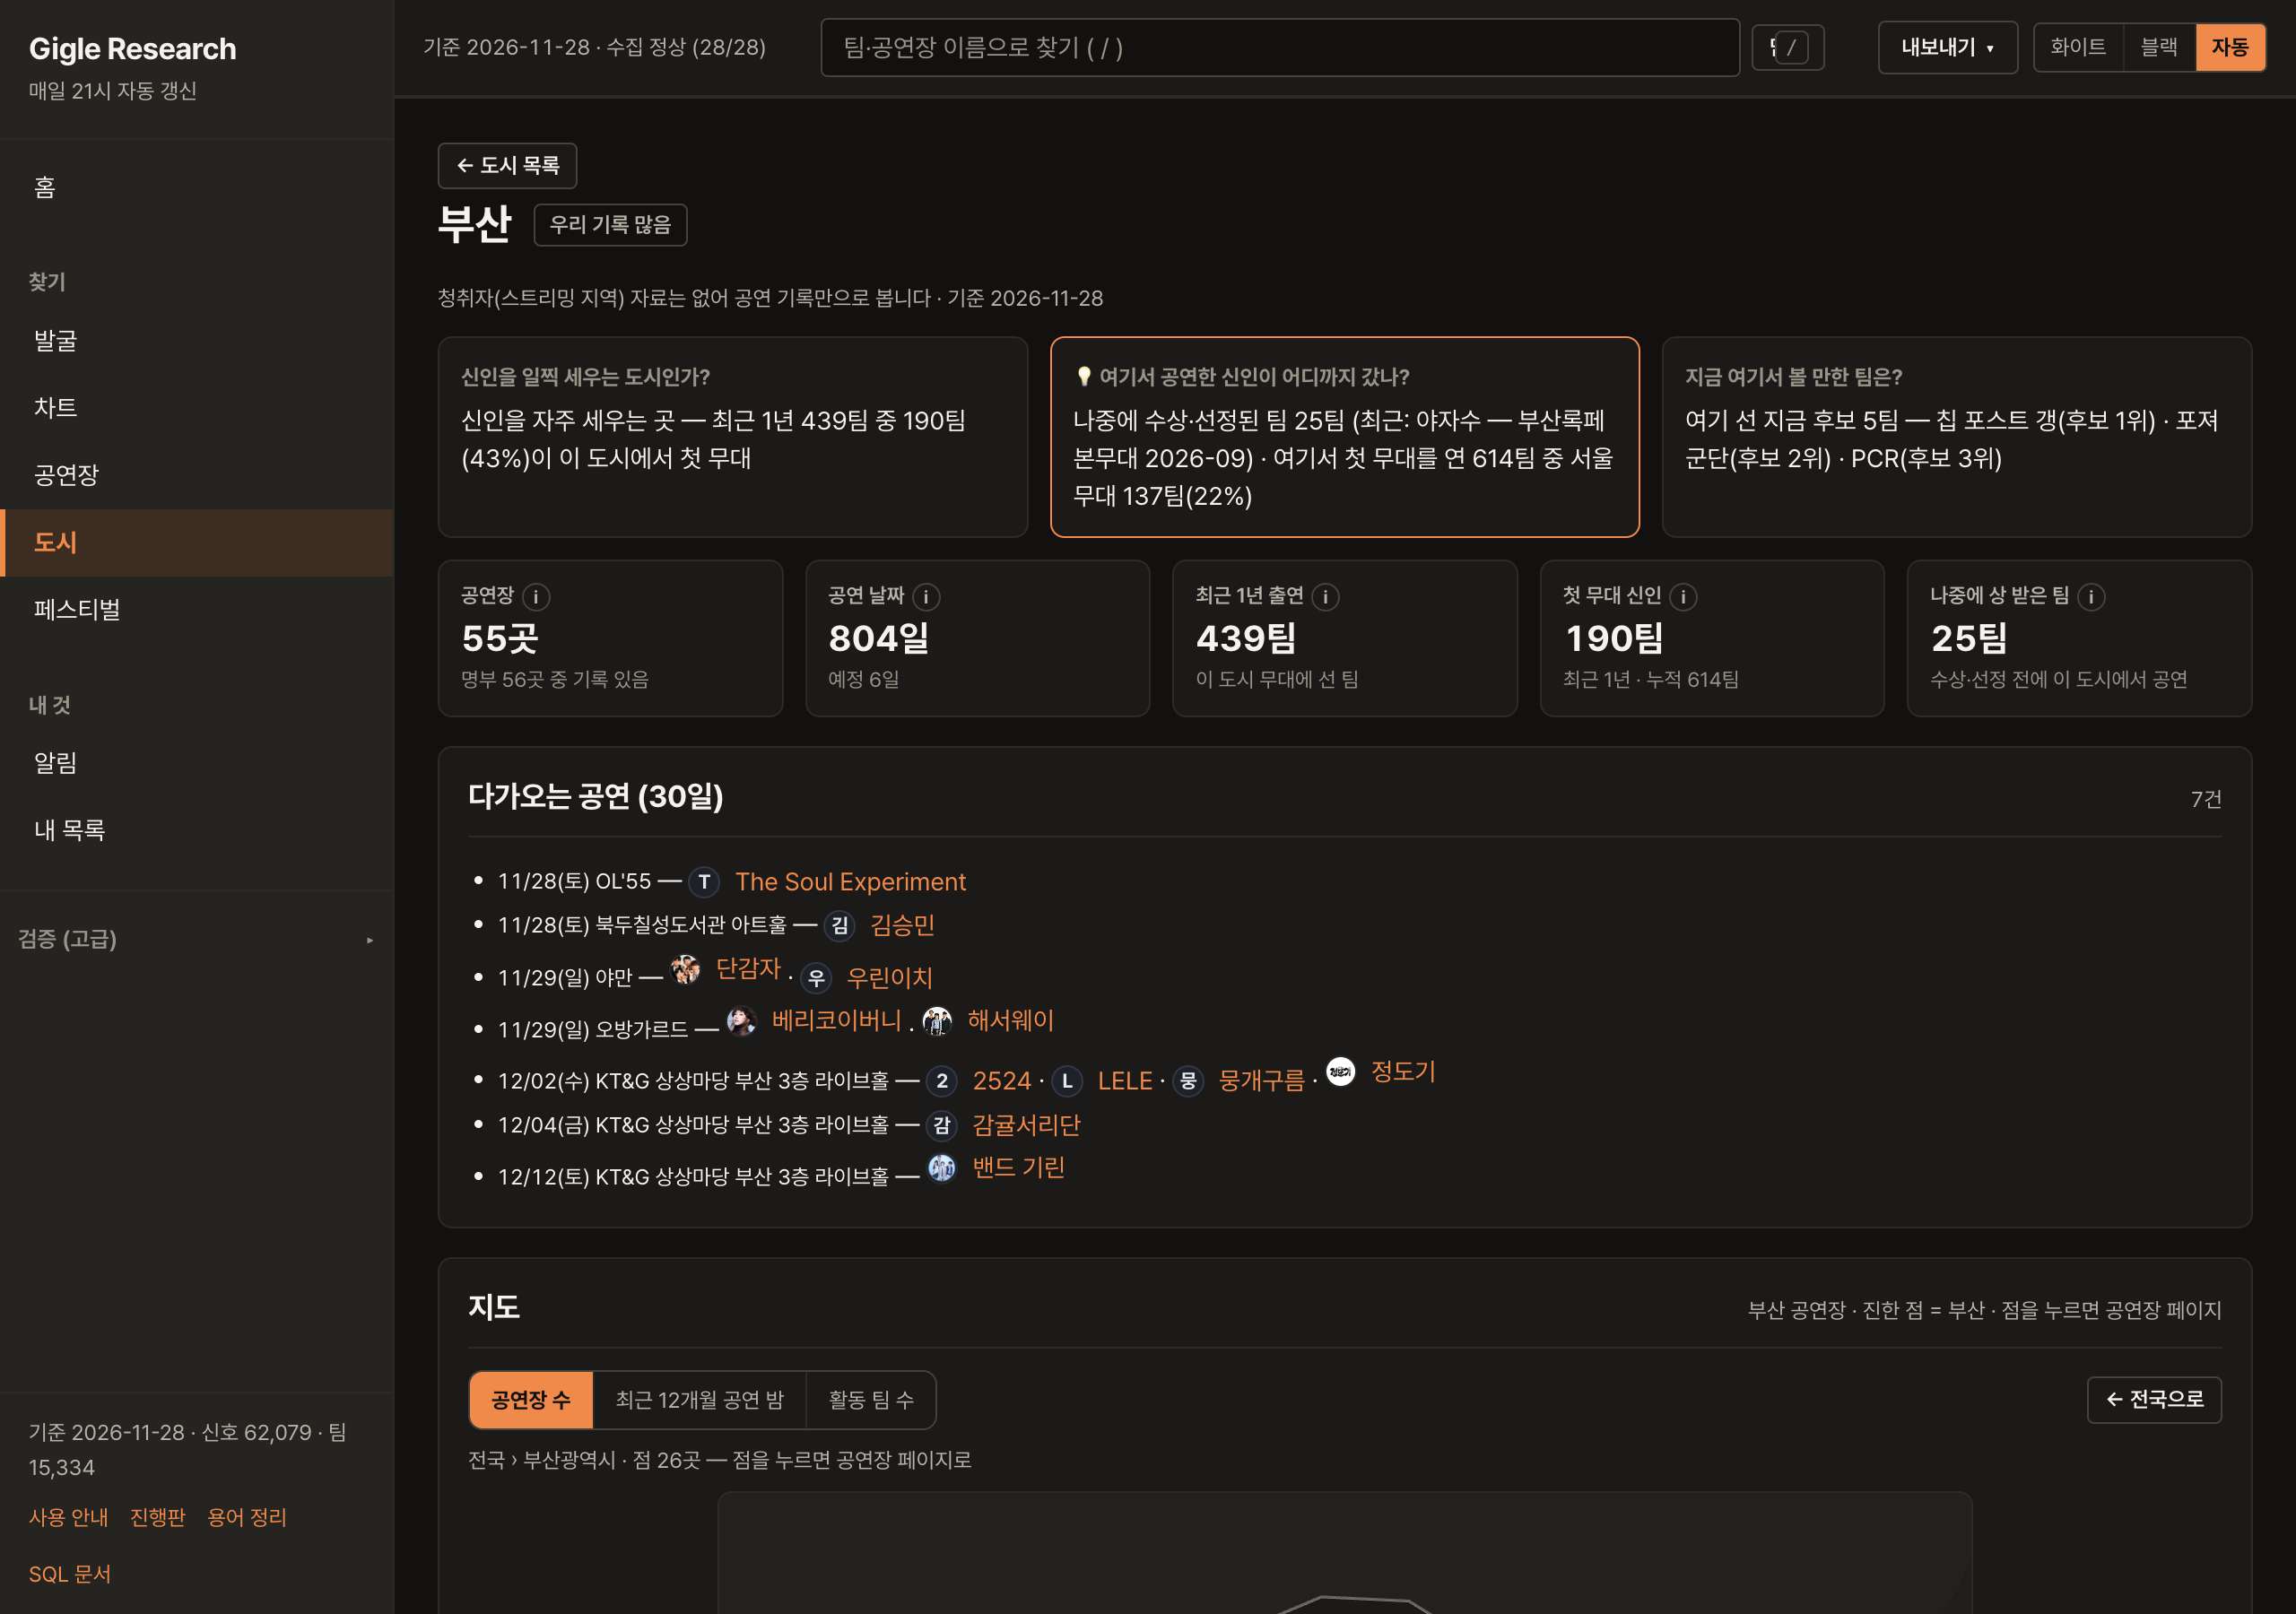 Gigle Research
매일 21시 자동 갱신
홈
찾기
발굴
차트
공연장
도시
페스티벌
내 것
알림
내 목록
검증 (고급)
기준 2026-11-28 · 신호 62,079 · 팀
15,334
사용 안내 진행판 용어 정리
SQL 문서
기준 2026-11-28 · 수집 정상 (28/28)
팀·공연장 이름으로 찾기 ( / )
/
내보내기 ▾
화이트 블랙 자동
← 도시 목록
부산 우리 기록 많음
청취자(스트리밍 지역) 자료는 없어 공연 기록만으로 봅니다 · 기준 2026-11-28
신인을 일찍 세우는 도시인가?
신인을 자주 세우는 곳 — 최근 1년 439팀 중 190팀
(43%)이 이 도시에서 첫 무대
💡 여기서 공연한 신인이 어디까지 갔나?
나중에 수상·선정된 팀 25팀 (최근: 야자수 — 부산록페
본무대 2026-09) · 여기서 첫 무대를 연 614팀 중 서울
무대 137팀(22%)
지금 여기서 볼 만한 팀은?
여기 선 지금 후보 5팀 — 칩 포스트 갱(후보 1위) · 포져
군단(후보 2위) · PCR(후보 3위)
공연장 i
55곳
명부 56곳 중 기록 있음
공연 날짜 i
804일
예정 6일
최근 1년 출연 i
439팀
이 도시 무대에 선 팀
첫 무대 신인 i
190팀
최근 1년 · 누적 614팀
나중에 상 받은 팀 i
25팀
수상·선정 전에 이 도시에서 공연
다가오는 공연 (30일)
7건
• 11/28(토) OL'55 — T The Soul Experiment
• 11/28(토) 북두칠성도서관 아트홀 — 김 김승민
• 11/29(일) 야만 — 단감자 · 우 우린이치
• 11/29(일) 오방가르드 — 베리코이버니 · 해서웨이
• 12/02(수) KT&G 상상마당 부산 3층 라이브홀 — 2 2524 · L LELE · 뭉 뭉개구름 · 정도기
• 12/04(금) KT&G 상상마당 부산 3층 라이브홀 — 감 감귤서리단
• 12/12(토) KT&G 상상마당 부산 3층 라이브홀 — 밴드 기린
지도
부산 공연장 · 진한 점 = 부산 · 점을 누르면 공연장 페이지
공연장 수 최근 12개월 공연 밤 활동 팀 수
← 전국으로
전국 › 부산광역시 · 점 26곳 — 점을 누르면 공연장 페이지로